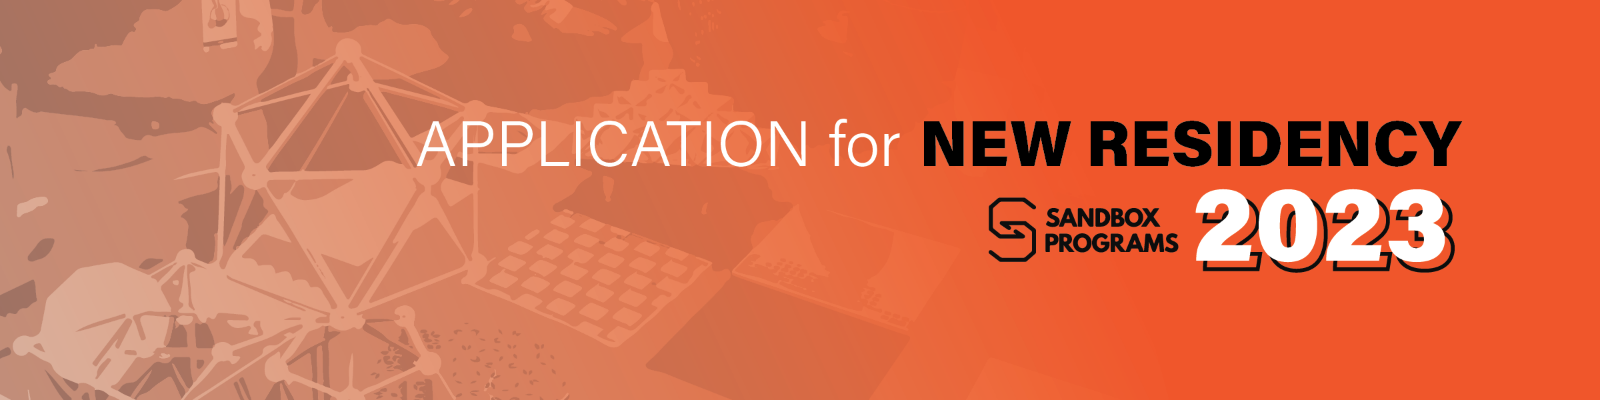 APPLICATION for NEW RESIDENCY
SANDBOX
PROGRAMS
2023